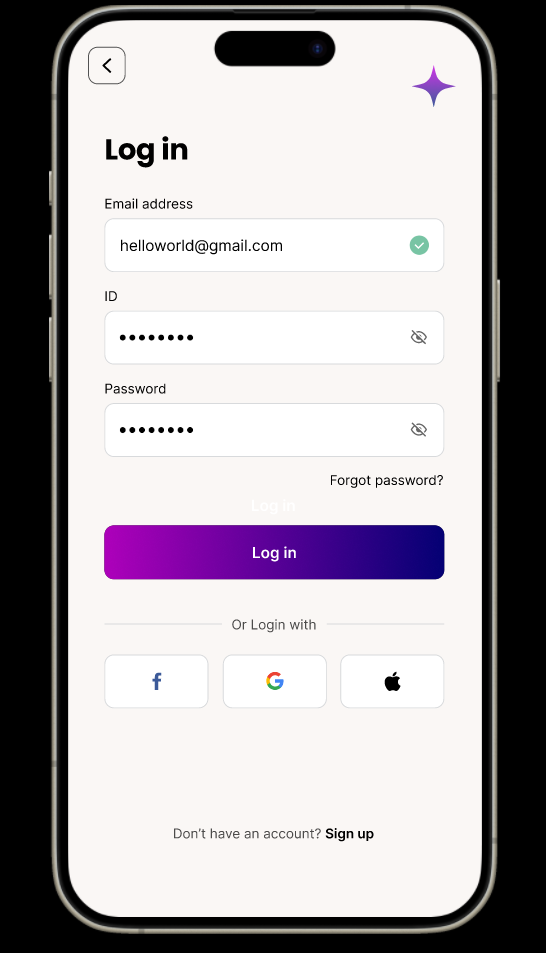 Log in
Email address
helloworld@gmail.com
ID
••••••••
Password
••••••••
Forgot password?
Log in
Log in
Or Login with
Don't have an account? Sign up